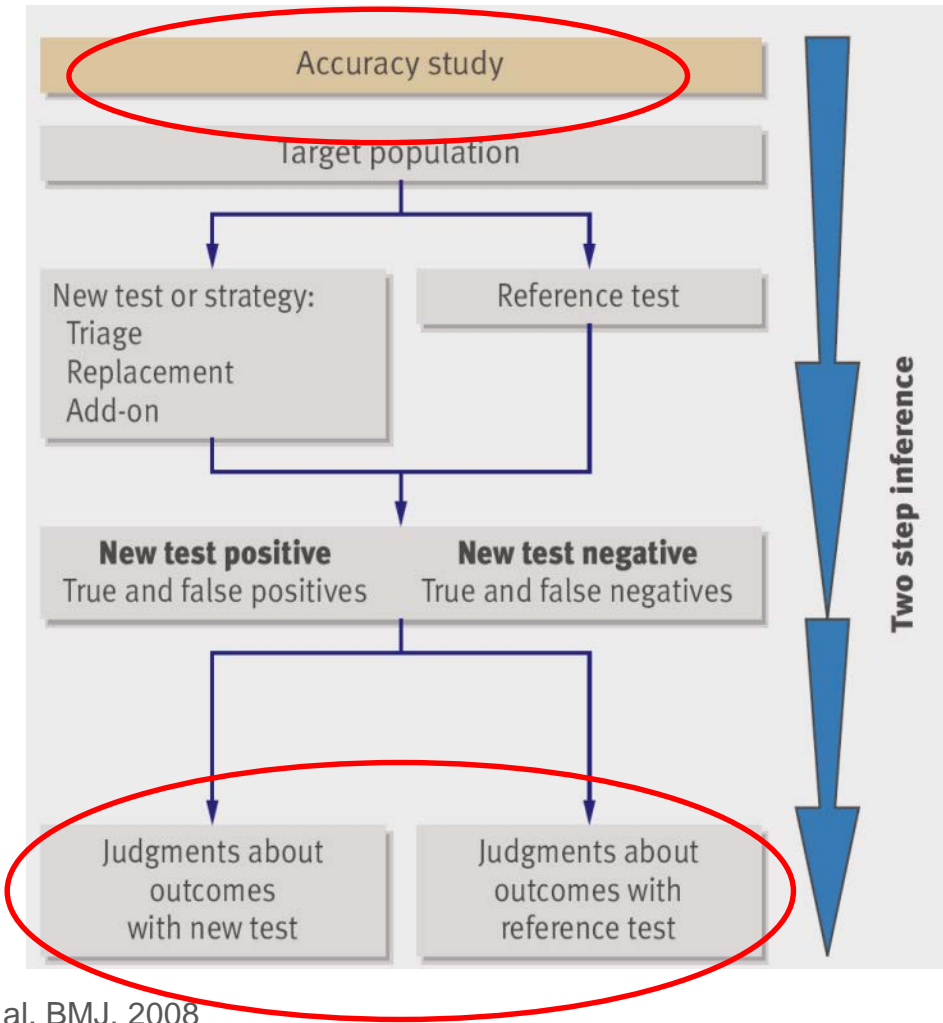 Accuracy study
Target population
New test or strategy:
Triage
Replacement
Add-on
Reference test
New test positive
True and false positives
New test negative
True and false negatives
Judgments about
outcomes
with new test
Judgments about
outcomes with
reference test
Two step inference
al. BMJ. 2008